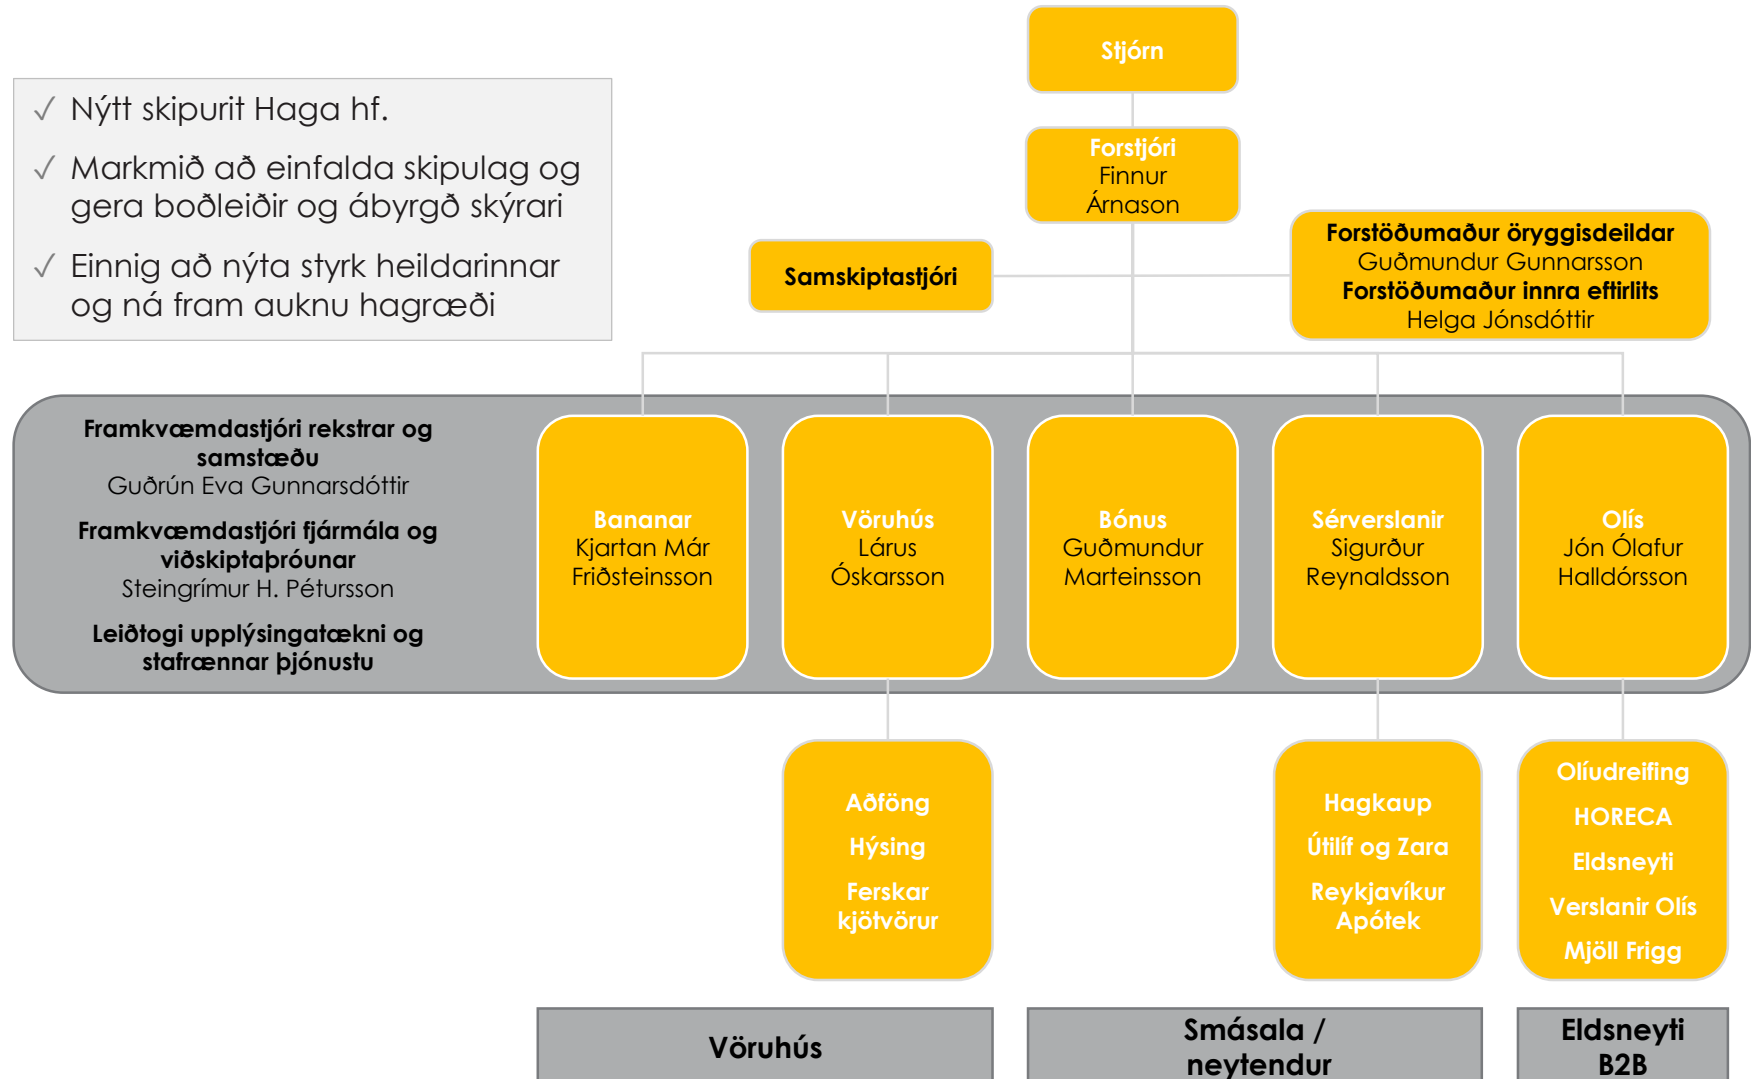 Stjórn
✓ Nýtt skipurit Haga hf.
✓ Markmið að einfalda skipulag og
gera boðleiðir og ábyrgð skýrari
✓ Einnig að nýta styrk heildarinnar
og ná fram auknu hagræði
Forstjóri
Finnur
Árnason
Samskiptastjóri
Forstöðumaður öryggisdeildar
Guðmundur Gunnarsson
Forstöðumaður innra eftirlits
Helga Jónsdóttir
Framkvæmdastjóri rekstrar og
samstæðu
Guðrún Eva Gunnarsdóttir
Framkvæmdastjóri fjármála og
viðskiptaþróunar
Steingrímur H. Pétursson
Leiðtogi upplýsingatækni og
stafrænnar þjónustu
Bananar
Kjartan Már
Friðsteinsson
Vöruhús
Lárus
Óskarsson
Bónus
Guðmundur
Marteinsson
Sérverslanir
Sigurður
Reynaldsson
Olís
Jón Ólafur
Halldórsson
Aðföng
Hýsing
Ferskar
kjötvörur
Hagkaup
Útilíf og Zara
Reykjavíkur
Apótek
Olíudreifing
HORECA
Eldsneyti
Verslanir Olís
Mjöll Frigg
Vöruhús
Smásala /
neytendur
Eldsneyti
B2B